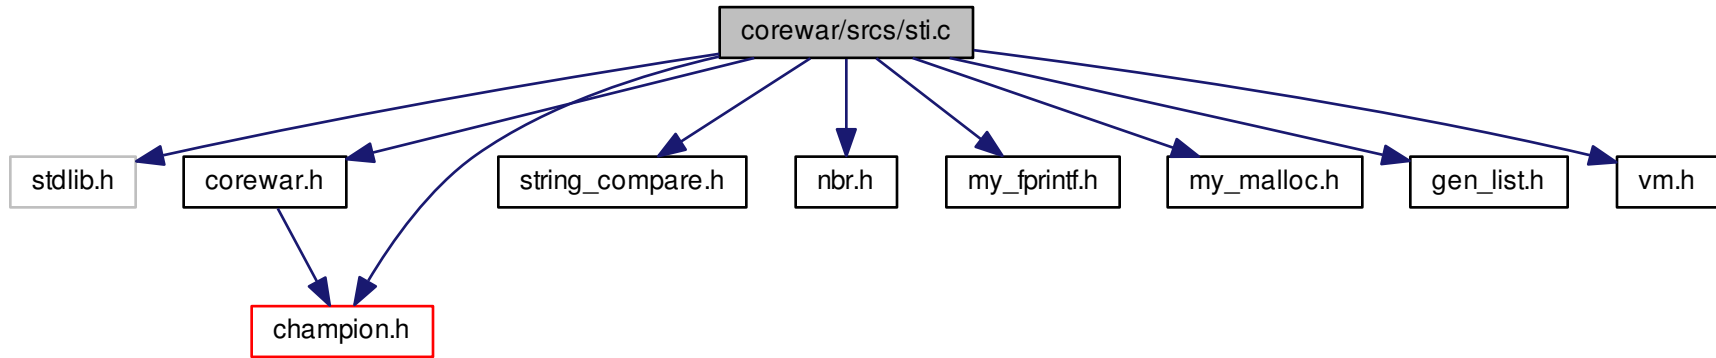 corewar/srcs/sti.c
stdlib.h
corewar.h
string_compare.h
nbr.h
my_fprintf.h
my_malloc.h
gen_list.h
vm.h
champion.h